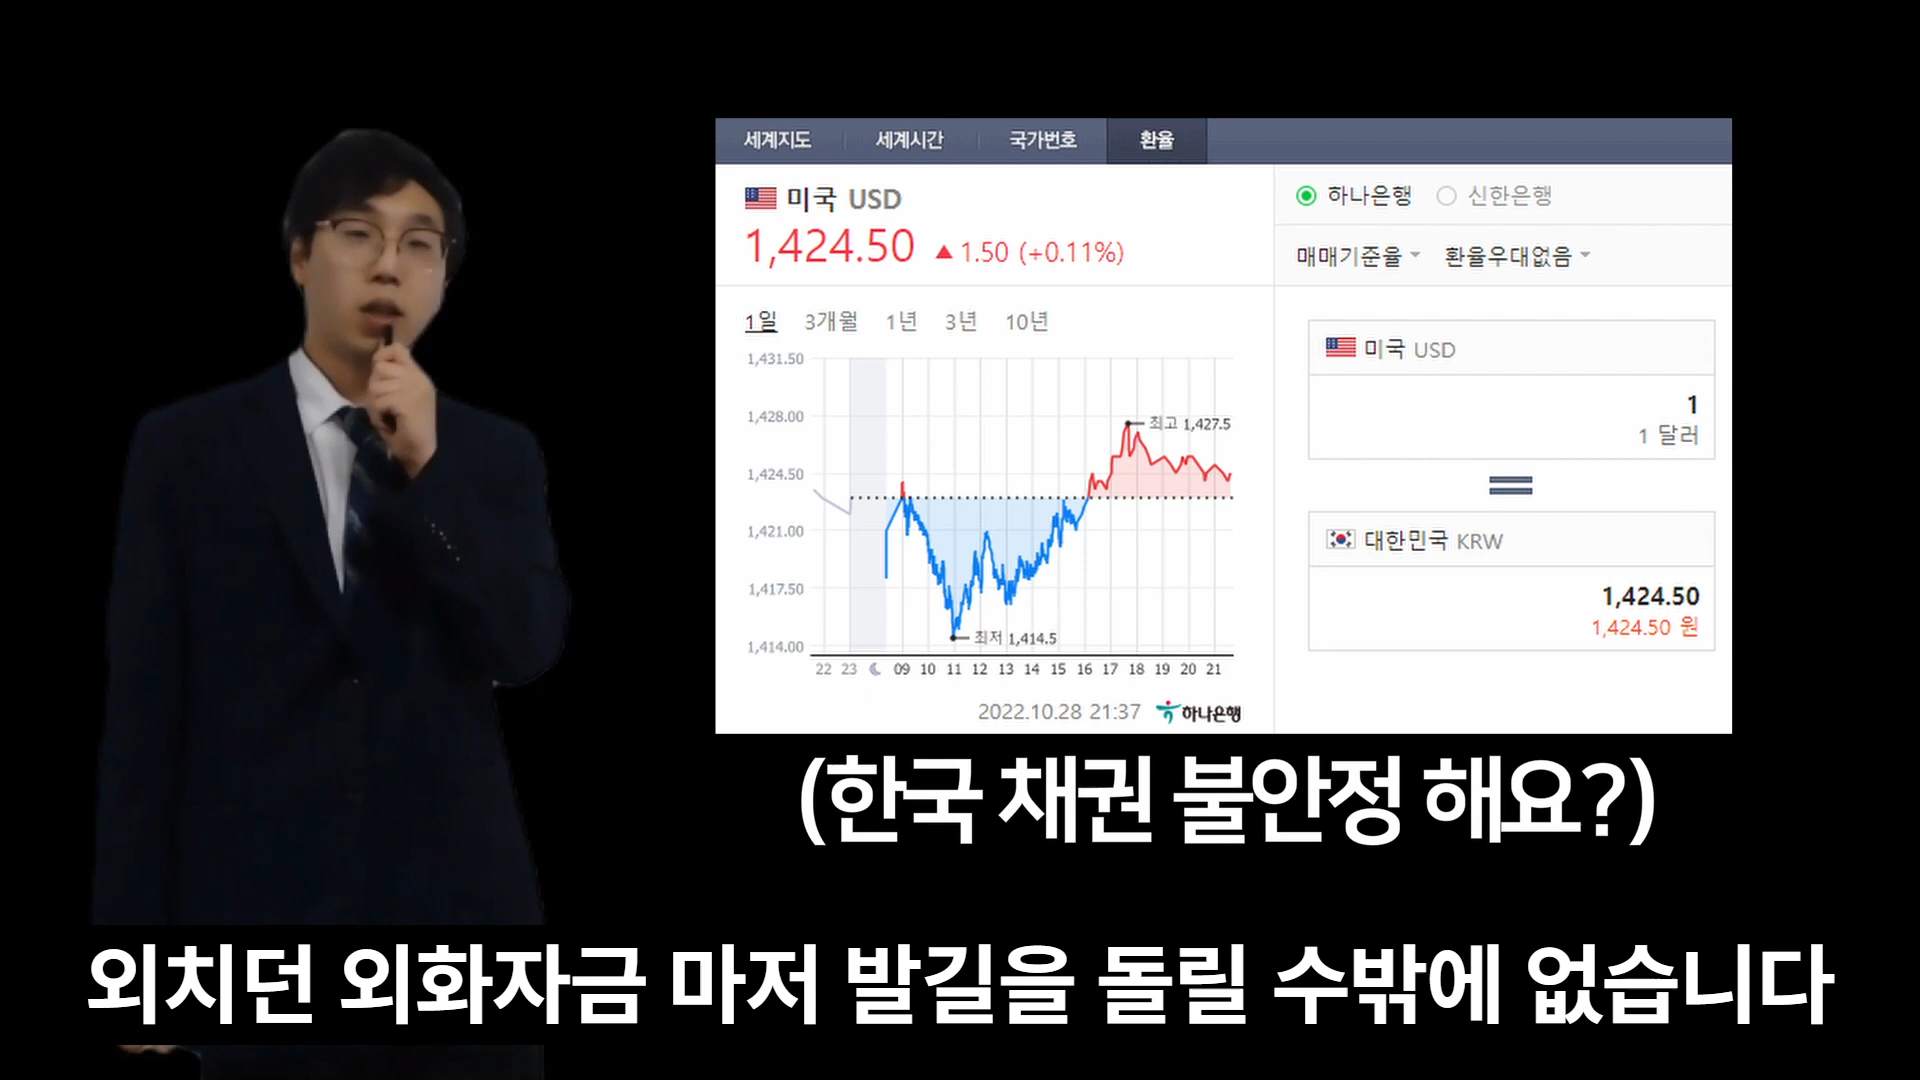 세계지도 세계시간 국가번호 환율
미국 USD
1,424.50 ▲ 1.50 (+0.11%)
1일 3개월 1년 3년 10년
1,431.50
1,428.00
1,424.50
1,421.00
1,417.50
1,414.00
최고 1,427.5
최저 1,414.5
22 23 09 10 11 12 13 14 15 16 17 18 19 20 21
2022.10.28 21:37 하나은행
하나은행 신한은행
매매기준율 환율우대없음
미국 USD
1
1 달러
대한민국 KRW
1,424.50
1,424.50 원
(한국 채권 불안정 해요?)
외치던 외화자금 마저 발길을 돌릴 수밖에 없습니다